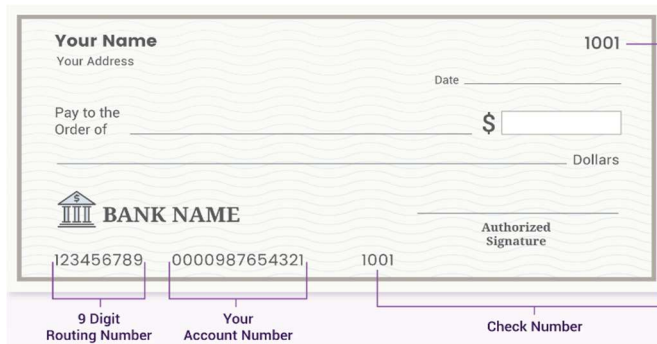 Your Name
1001
Your Address
Date
Pay to the
Order of
$
Dollars
$
BANK NAME
Authorized
Signature
123456789
0000987654321
1001
9 Digit
Routing Number
Your
Account Number
Check Number